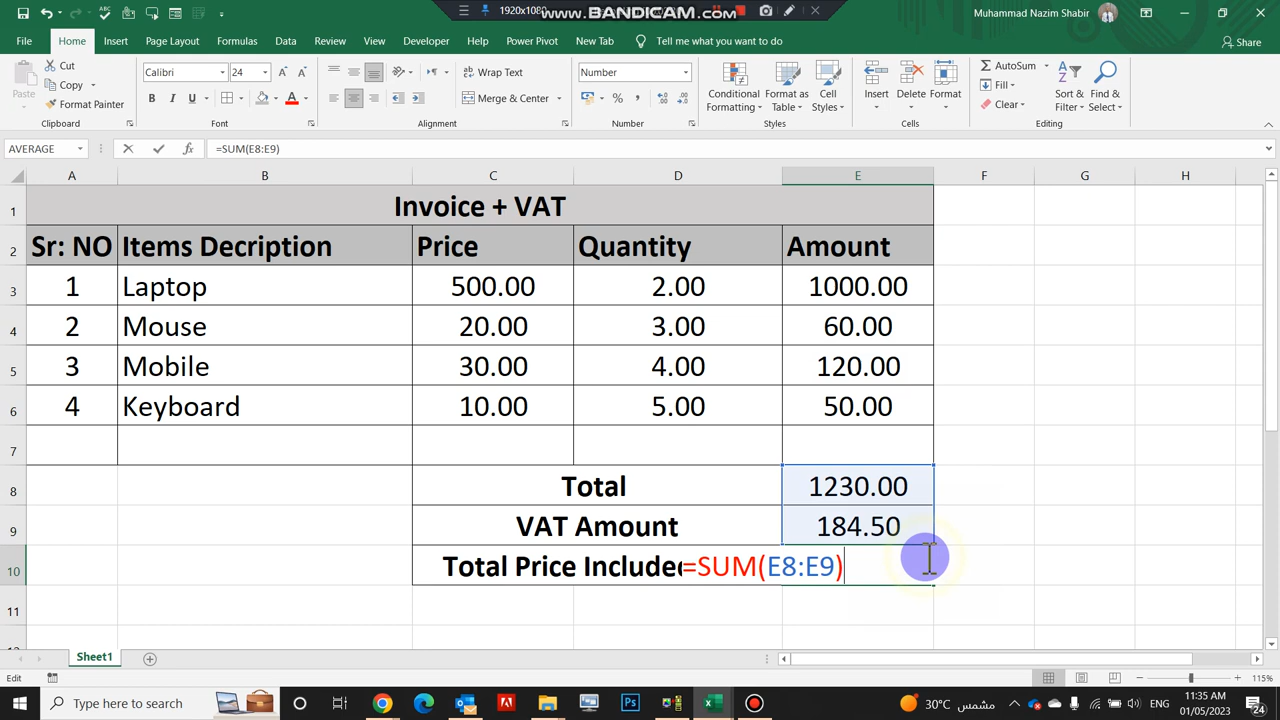 1920x1080
www.BANDICAM.com
Muhammad Nazim Shabir
File Home Insert Page Layout Formulas Data Review View Developer Help Power Pivot New Tab Tell me what you want to do Share
Paste Cut Calibri 24 Wrap Text Number Conditional Formatting Format as Table Cell Styles Insert Delete Format AutoSum Sort & Filter Find & Select
Copy Fill
Format Painter B I U A Merge & Center % , Clear
Clipboard Font Alignment Number Styles Cells Editing
AVERAGE fx =SUM(E8:E9)
A B C D E F G H
1 Invoice + VAT
2 Sr: NO Items Decription Price Quantity Amount
3 1 Laptop 500.00 2.00 1000.00
4 2 Mouse 20.00 3.00 60.00
5 3 Mobile 30.00 4.00 120.00
6 4 Keyboard 10.00 5.00 50.00
7
8 Total 1230.00
9 VAT Amount 184.50
10 Total Price Include =SUM(E8:E9)
11
Sheet1
Edit 115%
Type here to search 30°C مشمس 11:35 AM
01/05/2023 24